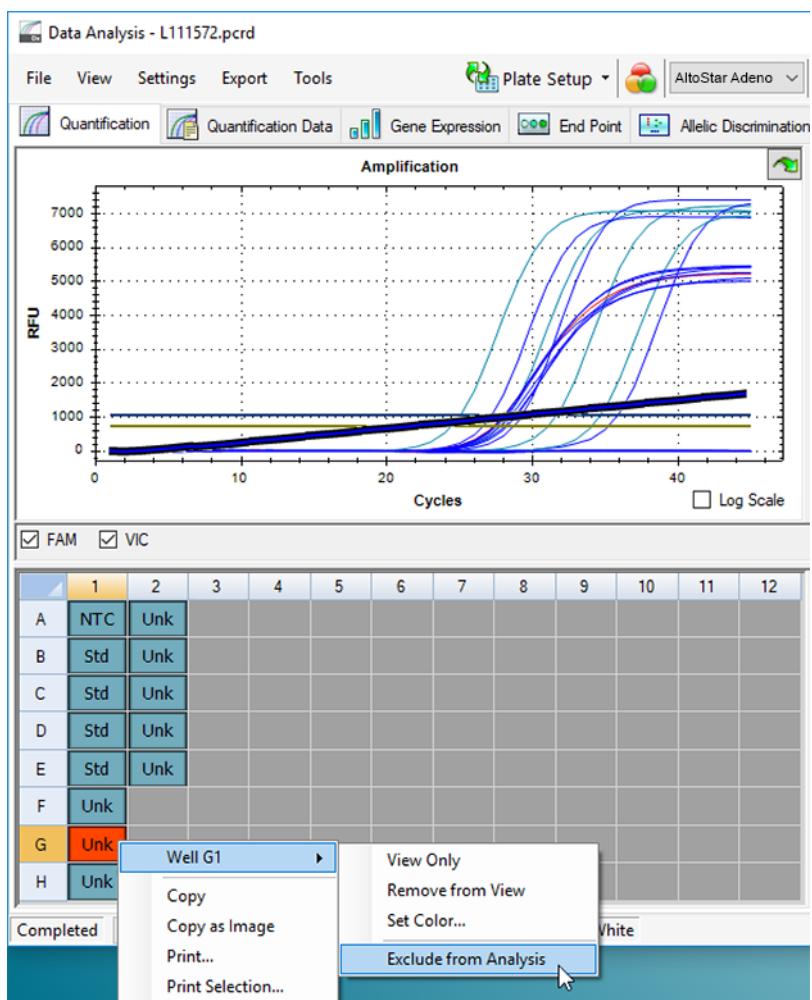 Data Analysis - L111572.pcrd
File View Settings Export Tools Plate Setup AltoStar Adeno
Quantification Quantification Data Gene Expression End Point Allelic Discrimination
Amplification
7000
6000
5000
4000
3000
2000
1000
0
RFU
0 10 20 30 40
Cycles
Log Scale
FAM VIC
1 2 3 4 5 6 7 8 9 10 11 12
A NTC Unk
B Std Unk
C Std Unk
D Std Unk
E Std Unk
F Unk
G Unk
H Unk
Well G1
Copy
Copy as Image
Print...
Print Selection...
View Only
Remove from View
Set Color...
Exclude from Analysis
Completed